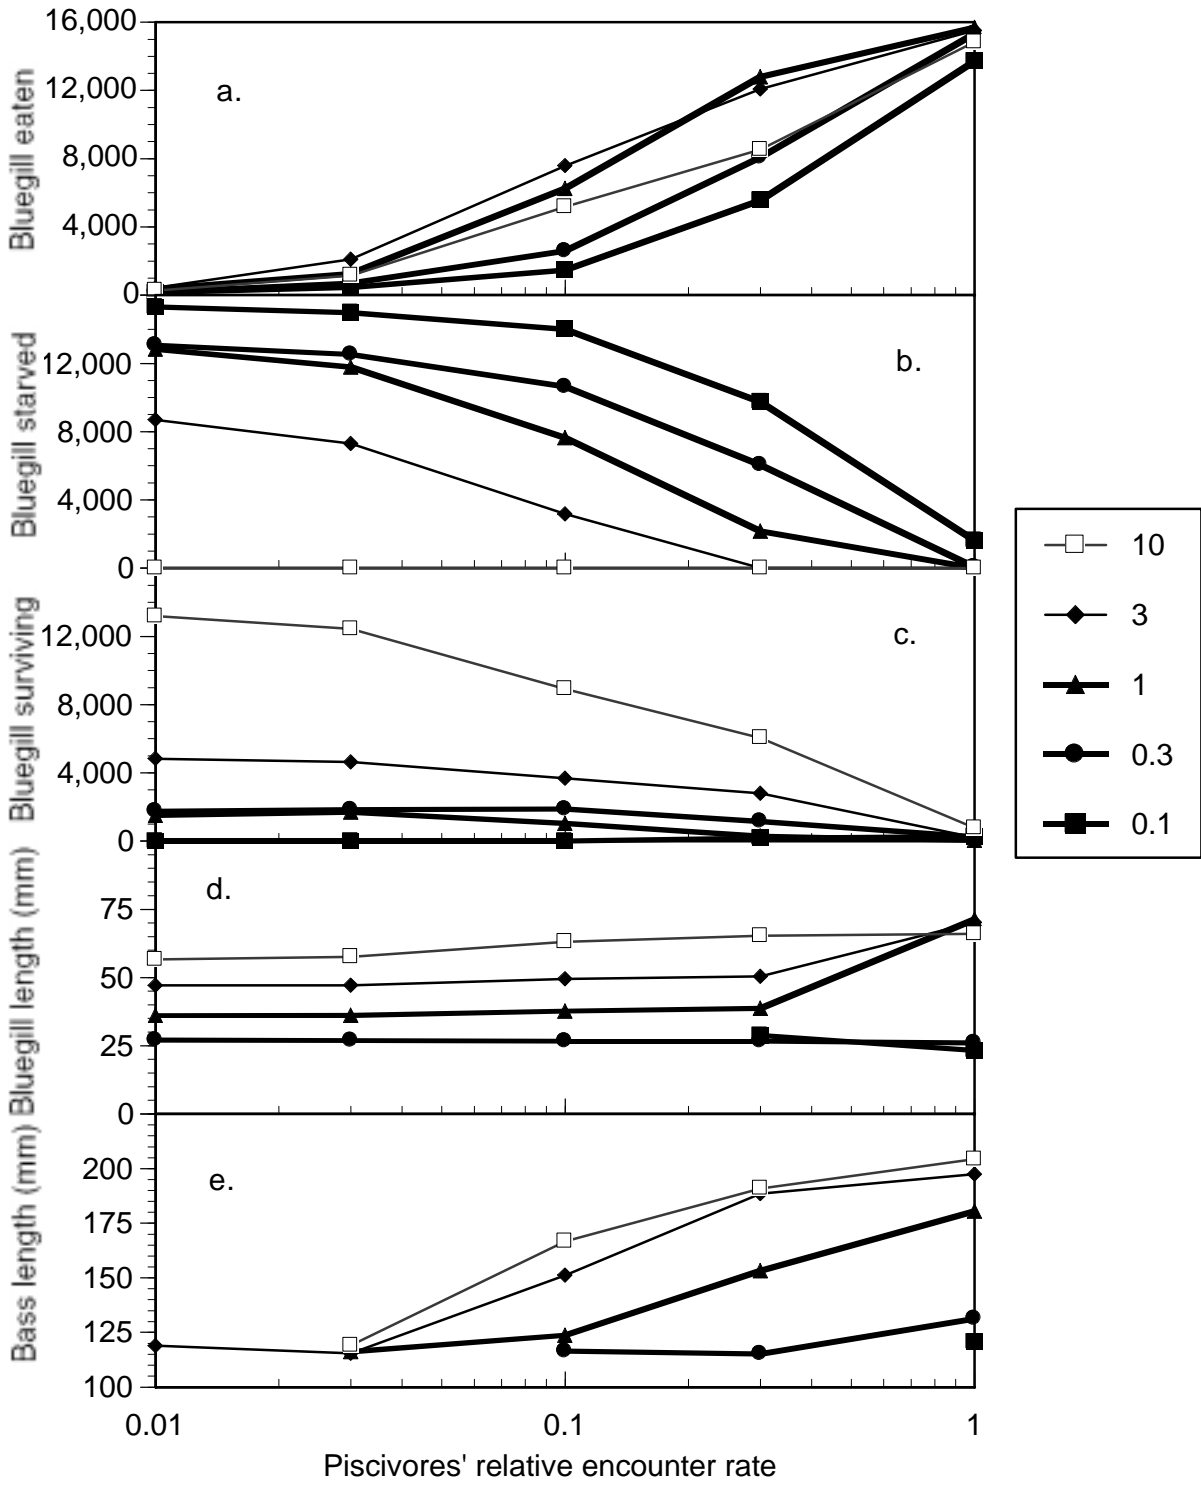 16,000
12,000
8,000
4,000
0
Bluegill eaten
a.
12,000
8,000
4,000
0
Bluegill starved
b.
12,000
8,000
4,000
0
Bluegill surviving
c.
75
50
25
0
Bluegill length (mm)
d.
200
175
150
125
100
Bass length (mm)
e.
0.01
0.1
1
Piscivores' relative encounter rate
10
3
1
0.3
0.1